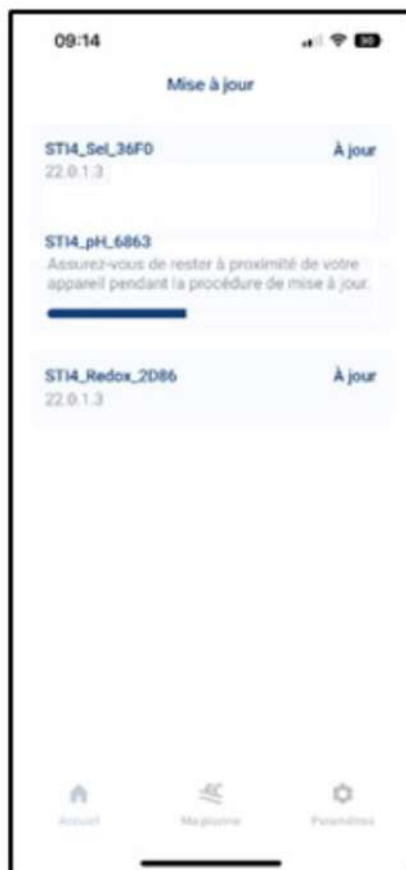 09:14
Mise à jour
STI4_Sel_36F0 À jour
22.0.1.3
STI4_pH_6863
Assurez-vous de rester à proximité de votre
appareil pendant la procédure de mise à jour.
STI4_Redox_2D86 À jour
22.0.1.3
Accueil Ma piscine Paramètres